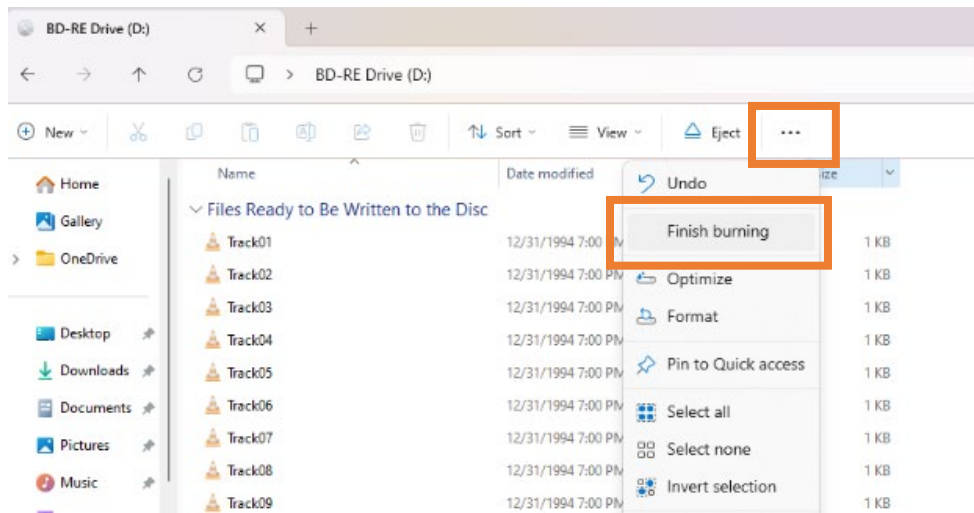 BD-RE Drive (D:)
BD-RE Drive (D:)
New
Sort
View
Eject
...
Home
Gallery
OneDrive
Desktop
Downloads
Documents
Pictures
Music
Name Date modified
Files Ready to Be Written to the Disc
Track01 12/31/1994 7:00 1 KB
Track02 12/31/1994 7:00 PM 1 KB
Track03 12/31/1994 7:00 PM 1 KB
Track04 12/31/1994 7:00 PM 1 KB
Track05 12/31/1994 7:00 PM 1 KB
Track06 12/31/1994 7:00 PM 1 KB
Track07 12/31/1994 7:00 PM 1 KB
Track08 12/31/1994 7:00 PM 1 KB
Track09 12/31/1994 7:00 PM 1 KB
Undo
Finish burning
Optimize
Format
Pin to Quick access
Select all
Select none
Invert selection